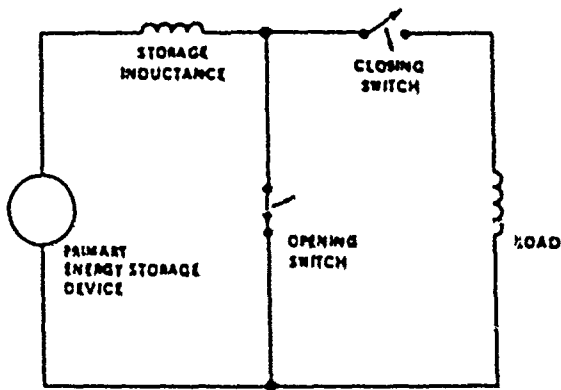 STORAGE
INDUCTANCE
CLOSING
SWITCH
PRIMARY
ENERGY STORAGE
DEVICE
OPENING
SWITCH
LOAD